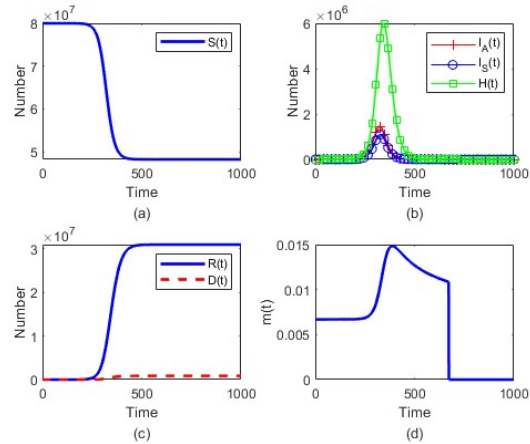 ×10⁷
8
7
6
5
Number
S(t)
0
500
1000
Time
(a)
×10⁶
6
4
2
0
Number
I_A(t)
I_S(t)
H(t)
0
500
1000
Time
(b)
×10⁷
3
2
1
0
Number
R(t)
D(t)
0
500
1000
Time
(c)
0.015
0.01
0.005
0
m(t)
0
500
1000
Time
(d)